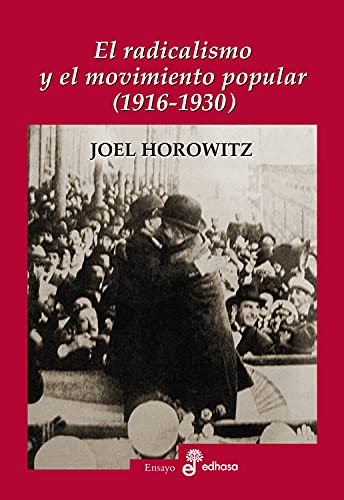 El radicalismo
y el movimiento popular
(1916-1930)
JOEL HOROWITZ
Ensayo edhasa